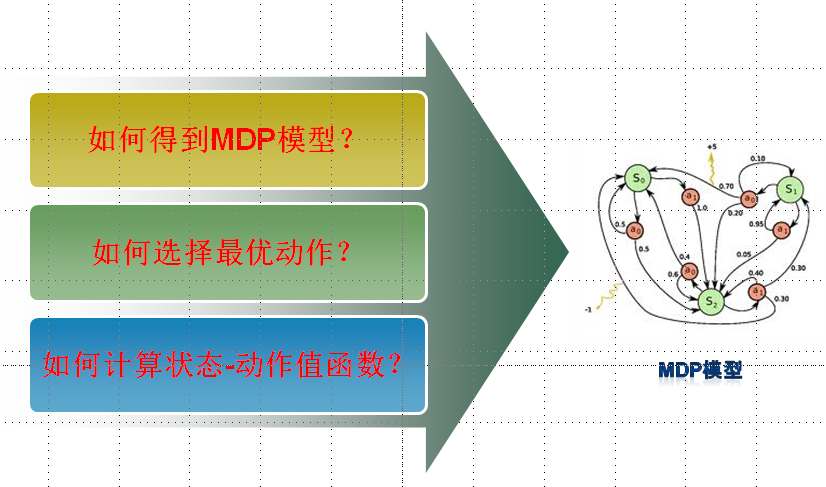 如何得到MDP模型？
如何选择最优动作？
如何计算状态-动作值函数？
+5
0.10
S0
S1
0.70
a1
a0
1.0
0.20
0.5
a0
0.95
a1
0.5
0.4
0.05
a0
0.6
0.40
0.30
S2
a1
0.30
-1
MDP模型